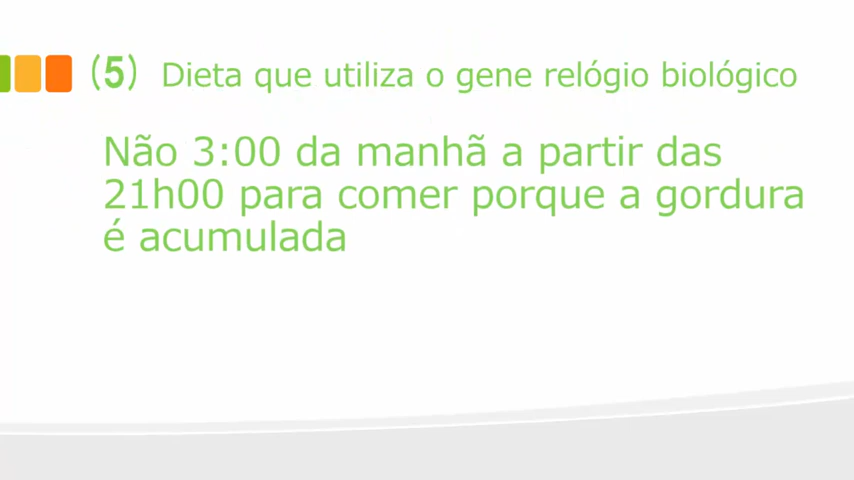 (5) Dieta que utiliza o gene relógio biológico
Não 3:00 da manhã a partir das
21h00 para comer porque a gordura
é acumulada